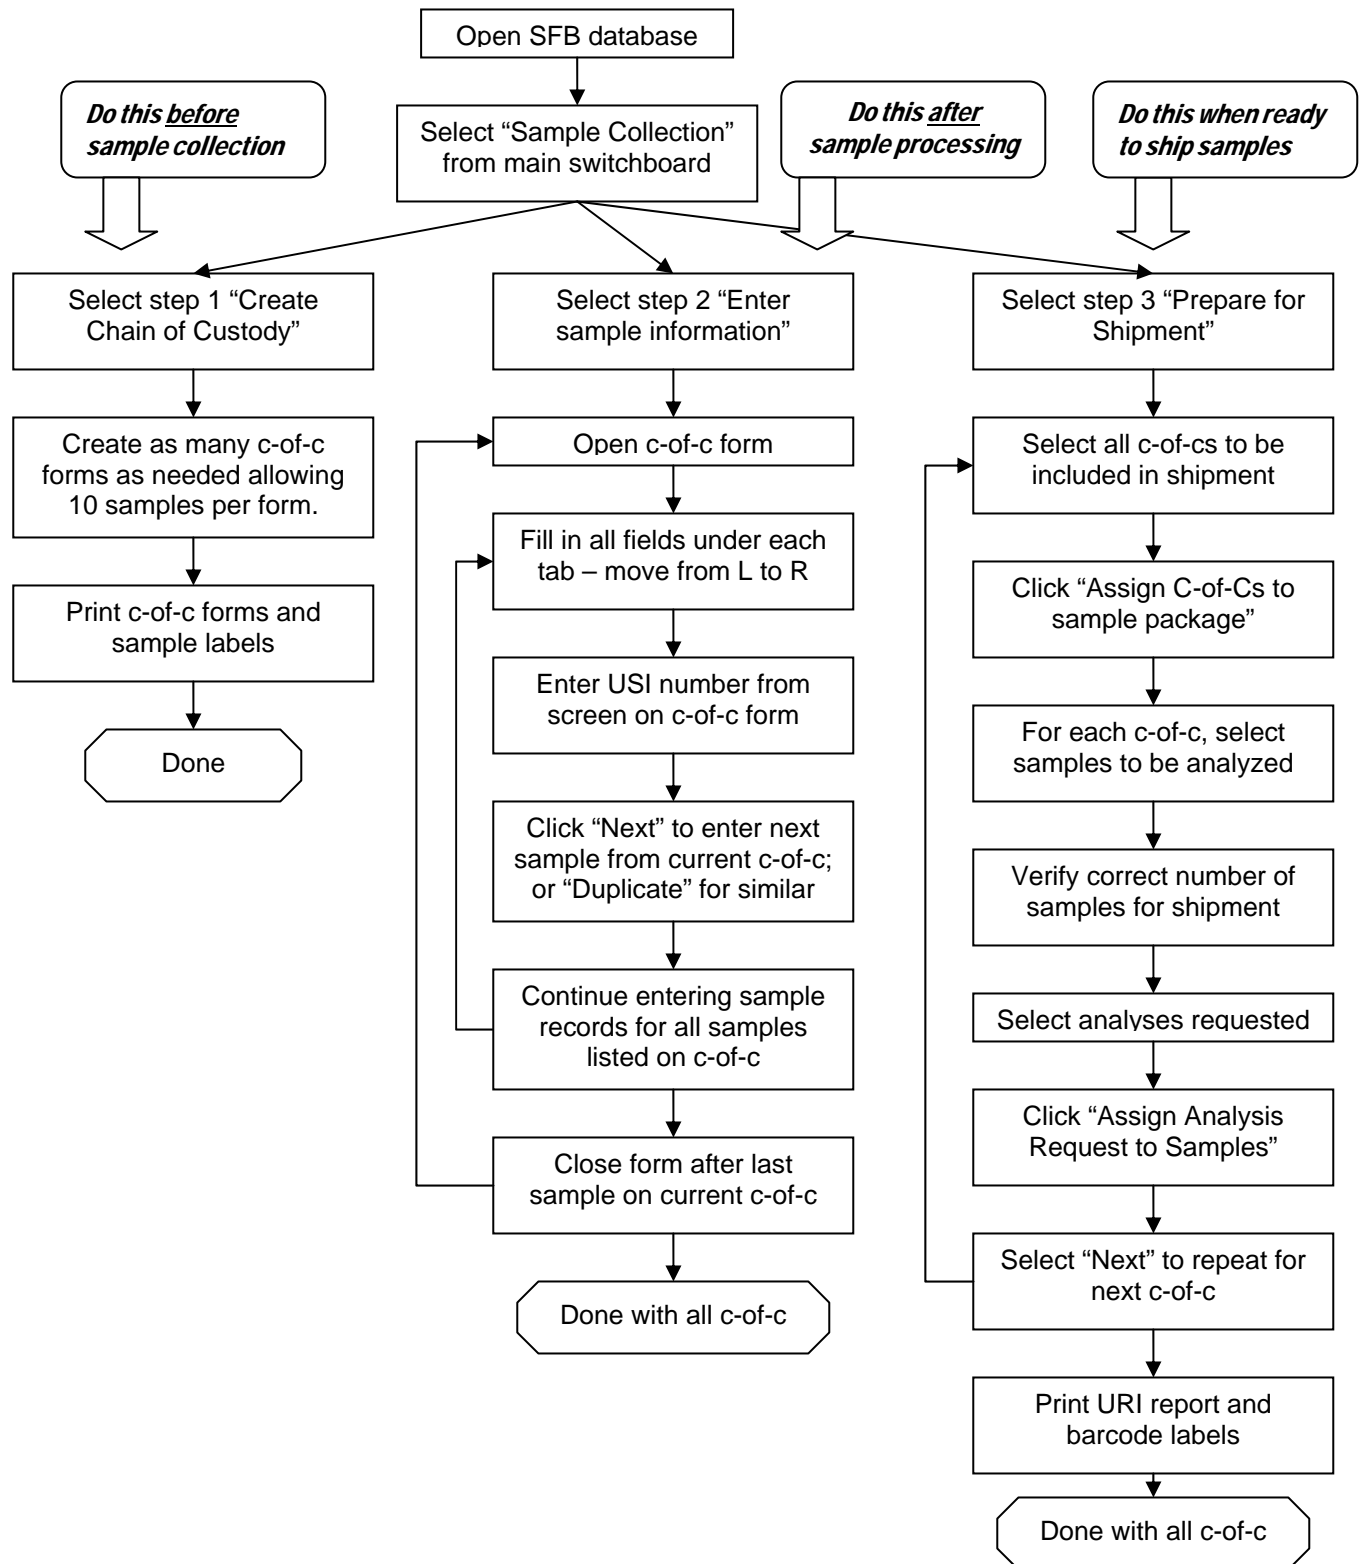 Open SFB database
Do this before
sample collection
Select “Sample Collection”
from main switchboard
Do this after
sample processing
Do this when ready
to ship samples
Select step 1 “Create
Chain of Custody”
Create as many c-of-c
forms as needed allowing
10 samples per form.
Print c-of-c forms and
sample labels
Done
Select step 2 “Enter
sample information”
Open c-of-c form
Fill in all fields under each
tab – move from L to R
Enter USI number from
screen on c-of-c form
Click “Next” to enter next
sample from current c-of-c;
or “Duplicate” for similar
Continue entering sample
records for all samples
listed on c-of-c
Close form after last
sample on current c-of-c
Done with all c-of-c
Select step 3 “Prepare for
Shipment”
Select all c-of-cs to be
included in shipment
Click “Assign C-of-Cs to
sample package”
For each c-of-c, select
samples to be analyzed
Verify correct number of
samples for shipment
Select analyses requested
Click “Assign Analysis
Request to Samples”
Select “Next” to repeat for
next c-of-c
Print URI report and
barcode labels
Done with all c-of-c